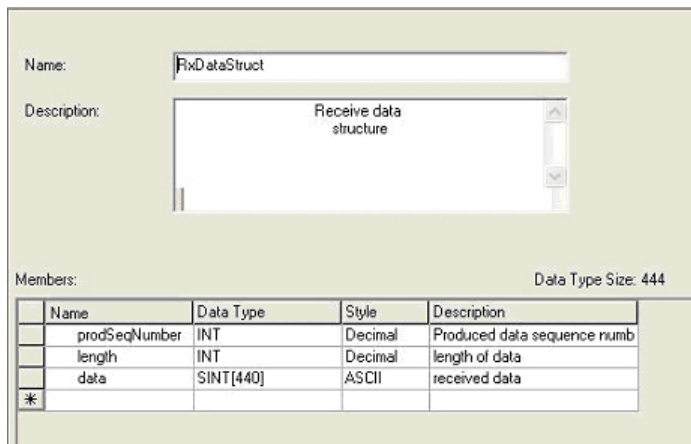 Name: RxDataStruct
Description: Receive data
structure
Members: Data Type Size: 444
Name Data Type Style Description
prodSeqNumber INT Decimal Produced data sequence numb
length INT Decimal length of data
data SINT[440] ASCII received data
*